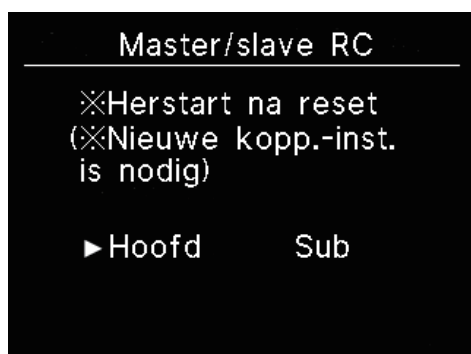 Master/slave RC
※Herstart na reset
(※Nieuwe kopp.-inst.
is nodig)
►Hoofd Sub